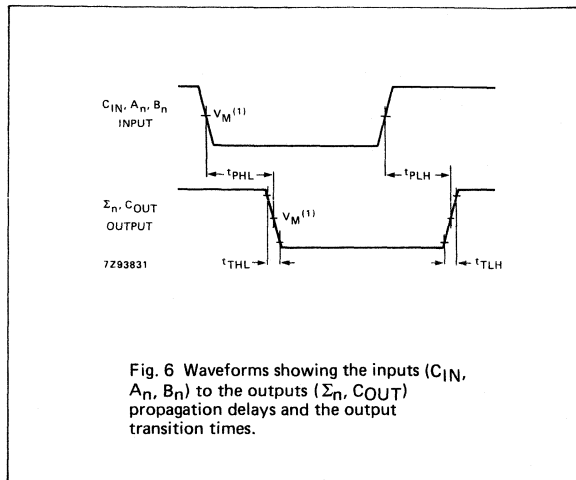 CIN, An, Bn
INPUT
VM(1)
tPHL
tPLH
Σn, COUT
OUTPUT
VM(1)
7Z93831
tTHL
tTLH
Fig. 6 Waveforms showing the inputs (CIN,
An, Bn) to the outputs (Σn, COUT)
propagation delays and the output
transition times.